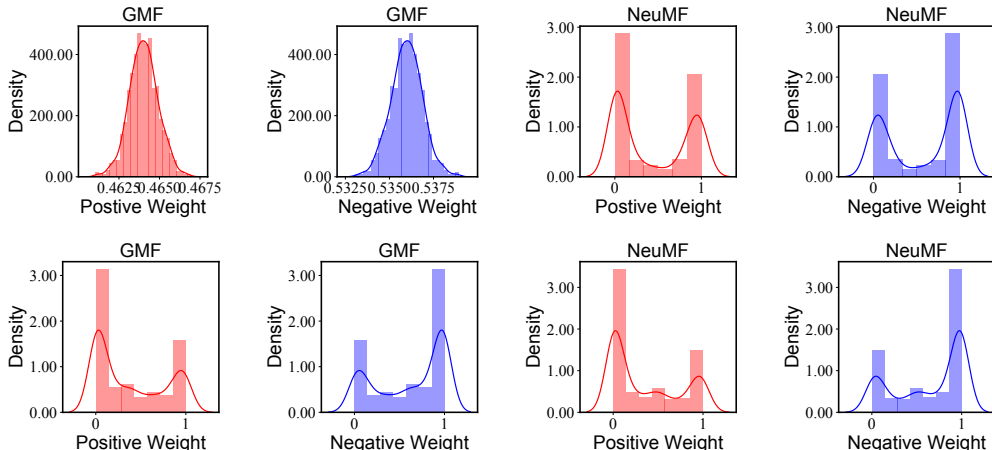 GMF
GMF
NeuMF
NeuMF
Density
400.00
200.00
0.00
0.4625
0.4650
0.4675
Postive Weight
Density
400.00
200.00
0.00
0.5325
0.5350
0.5375
Negative Weight
Density
3.00
2.00
1.00
0.00
0
1
Postive Weight
Density
3.00
2.00
1.00
0.00
0
1
Negative Weight
GMF
GMF
NeuMF
NeuMF
Density
3.00
2.00
1.00
0.00
0
1
Positive Weight
Density
3.00
2.00
1.00
0.00
0
1
Negative Weight
Density
3.00
2.00
1.00
0.00
0
1
Positive Weight
Density
3.00
2.00
1.00
0.00
0
1
Negative Weight